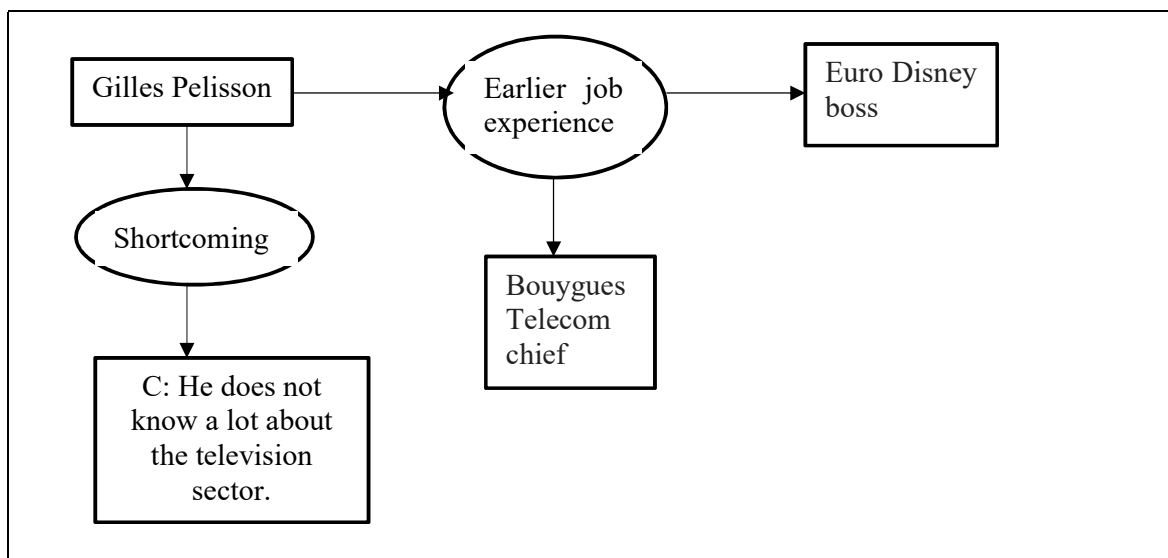 Gilles Pelisson
Earlier job
experience
Euro Disney
boss
Shortcoming
Bouygues
Telecom
chief
C: He does not
know a lot about
the television
sector.